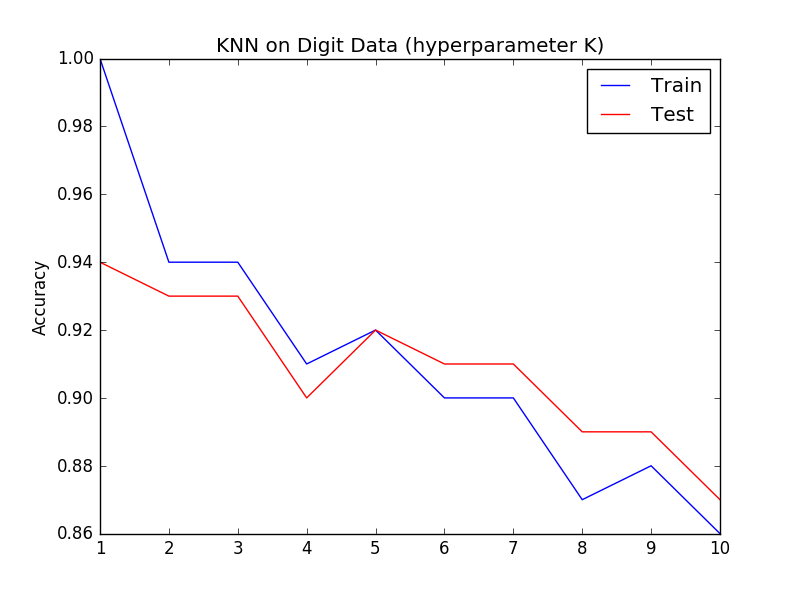 KNN on Digit Data (hyperparameter K)
Train
Test
Accuracy
1.00
0.98
0.96
0.94
0.92
0.90
0.88
0.86
1 2 3 4 5 6 7 8 9 10